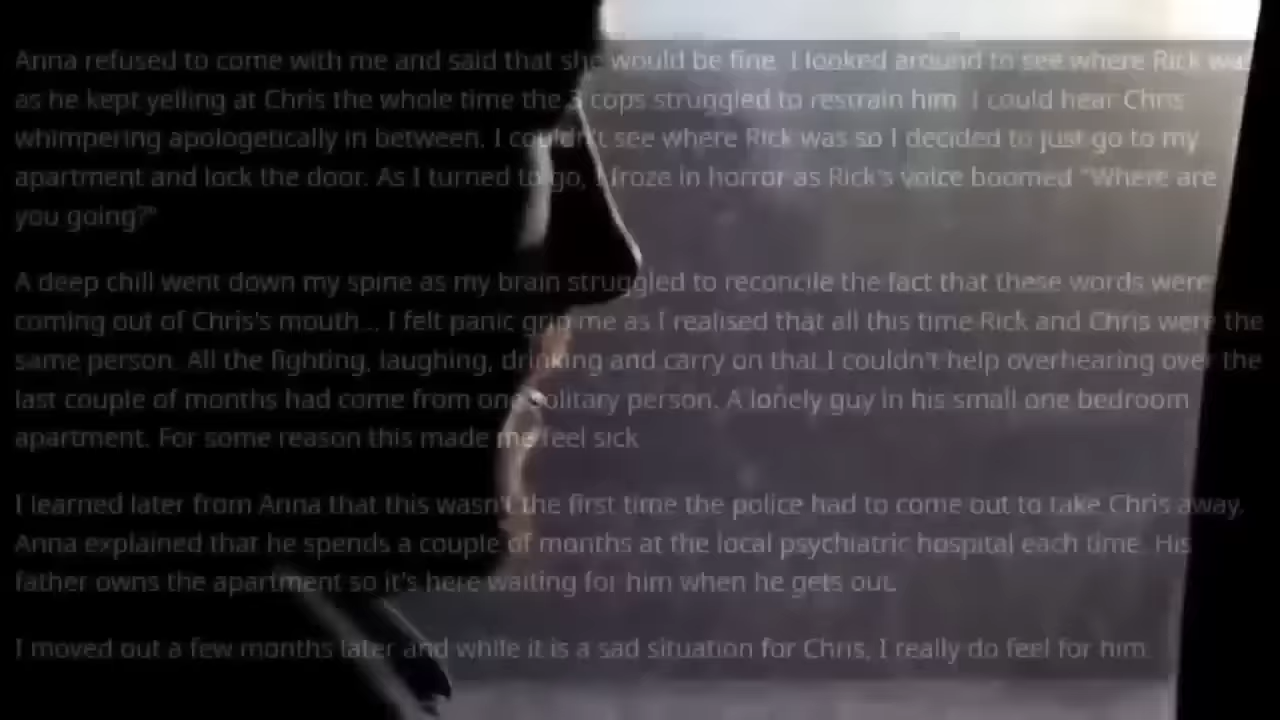 Anna refused to come with me and said that she would be fine. I looked around to see where Rick was
as he kept yelling at Chris the whole time the 3 cops struggled to restrain him. I could hear Chris
whimpering apologetically in between. I couldn't see where Rick was so I decided to just go to my
apartment and lock the door. As I turned to go, I froze in horror as Rick's voice boomed "Where are
you going?"
A deep chill went down my spine as my brain struggled to reconcile the fact that these words were
coming out of Chris's mouth... I felt panic grip me as I realised that all this time Rick and Chris were the
same person. All the fighting, laughing, drinking and carry on that I couldn't help overhearing over the
last couple of months had come from one solitary person. A lonely guy in his small one bedroom
apartment. For some reason this made me feel sick
I learned later from Anna that this wasn't the first time the police had to come out to take Chris away.
Anna explained that he spends a couple of months at the local psychiatric hospital each time. His
father owns the apartment so it's here waiting for him when he gets out.
I moved out a few months later and while it is a sad situation for Chris, I really do feel for him.